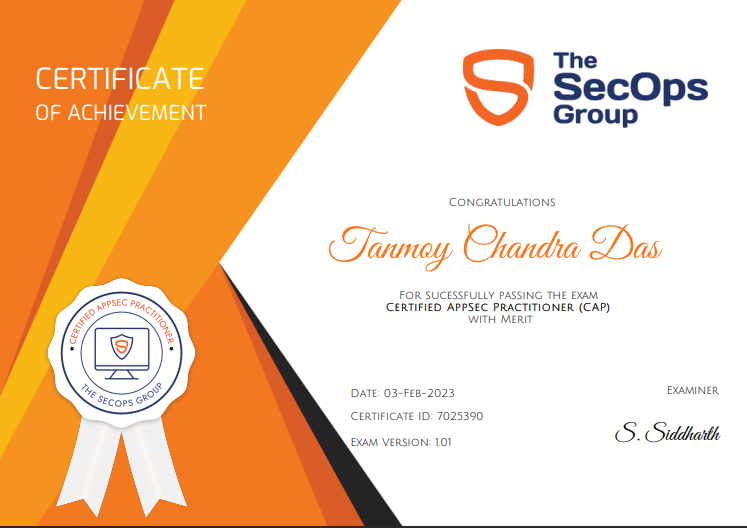 CERTIFICATE
OF ACHIEVEMENT
The
SecOps
Group
Congratulations
Tanmoy Chandra Das
For sucessfully passing the exam
Certified AppSec Practitioner (CAP)
with Merit
CERTIFIED APPSEC PRACTITIONER
THE SECOPS GROUP
Date: 03-Feb-2023
Certificate ID: 7025390
Exam Version: 1.01
Examiner
S. Siddharth